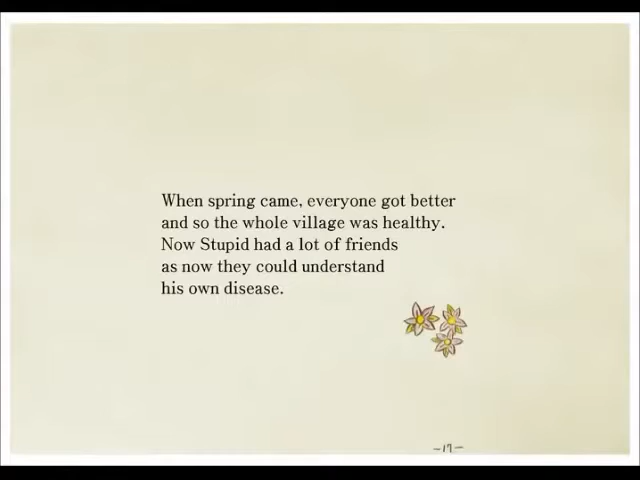 When spring came, everyone got better
and so the whole village was healthy.
Now Stupid had a lot of friends
as now they could understand
his own disease.
-17-